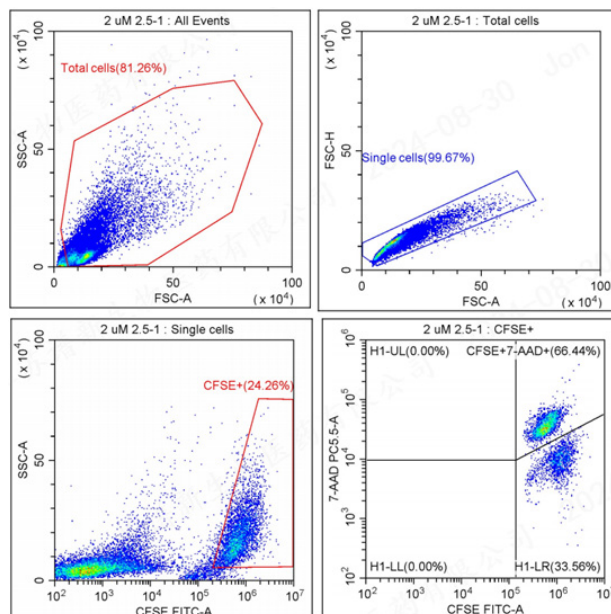 2 uM 2.5-1 : All Events
(x 10⁴)
100
Total cells(81.26%)
SSC-A
50
0
0
50
100
FSC-A
(x 10⁴)
2 uM 2.5-1 : Total cells
(x 10⁴)
100
FSC-H
50
Single cells(99.67%)
0
0
50
100
FSC-A
(x 10⁴)
2 uM 2.5-1 : Single cells
(x 10⁴)
100
CFSE+(24.26%)
SSC-A
50
0
10² 10³ 10⁴ 10⁵ 10⁶ 10⁷
CFSE FITC-A
2 uM 2.5-1 : CFSE+
10⁶
H1-UL(0.00%) CFSE+7-AAD+(66.44%)
10⁵
7-AAD PC5.5-A
10⁴
10³
H1-LL(0.00%) H1-LR(33.56%)
10²
10² 10³ 10⁴ 10⁵ 10⁶ 10⁷
CFSE FITC-A